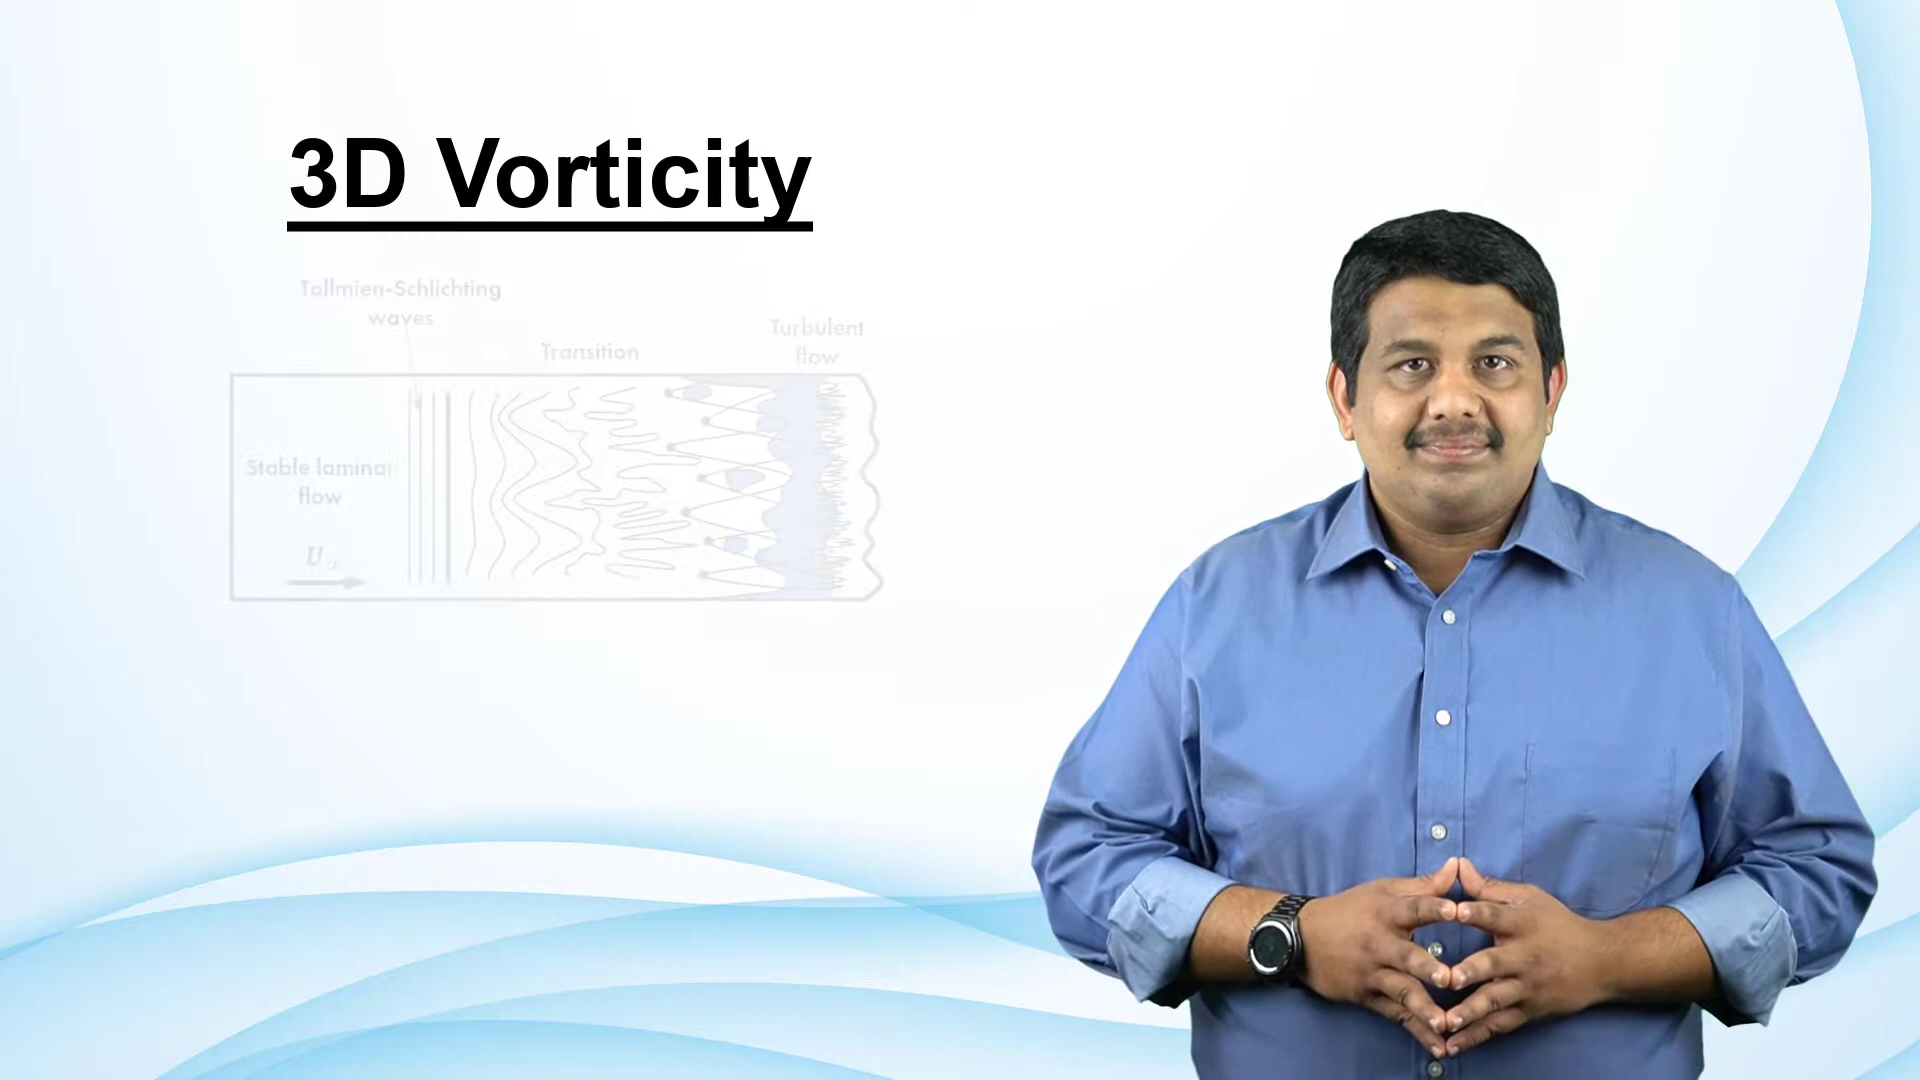 3D Vorticity
Tollmien-Schlichting
waves
Transition
Turbulent
flow
Stable laminar
flow
U∞